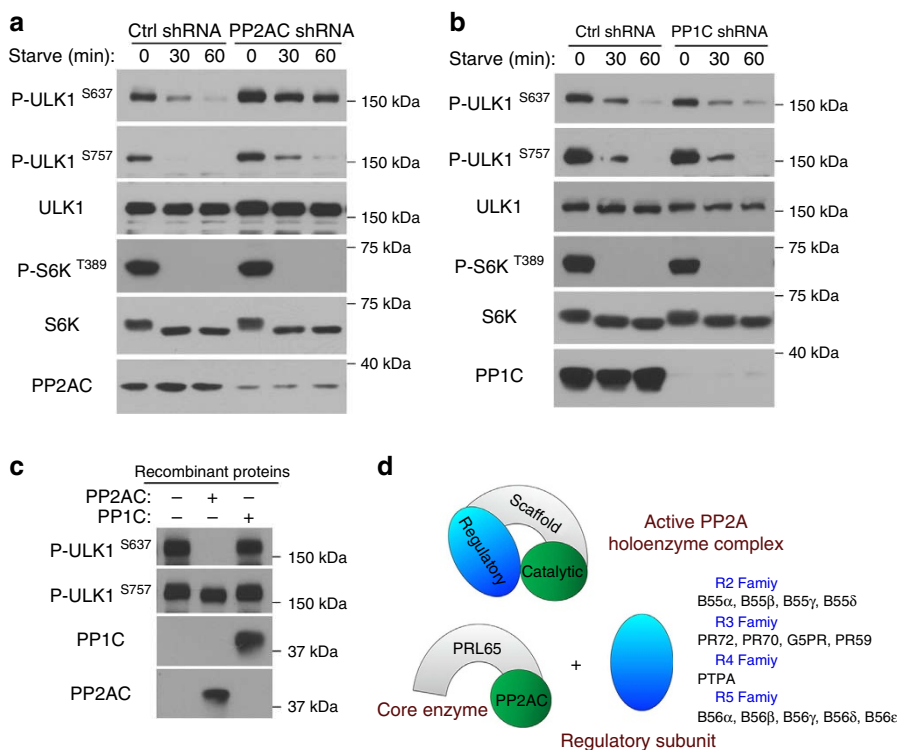 a
Ctrl shRNA PP2AC shRNA
Starve (min): 0 30 60 0 30 60
P-ULK1 S637
150 kDa
P-ULK1 S757
150 kDa
ULK1
150 kDa
75 kDa
P-S6K T389
75 kDa
S6K
40 kDa
PP2AC
b
Ctrl shRNA PP1C shRNA
Starve (min): 0 30 60 0 30 60
P-ULK1 S637
150 kDa
P-ULK1 S757
150 kDa
ULK1
150 kDa
75 kDa
P-S6K T389
75 kDa
S6K
40 kDa
PP1C
c
Recombinant proteins
PP2AC: – + –
PP1C: – – +
P-ULK1 S637
150 kDa
P-ULK1 S757
150 kDa
PP1C
37 kDa
PP2AC
37 kDa
d
Scaffold
Regulatory
Catalytic
Active PP2A
holoenzyme complex
PRL65
PP2AC
Core enzyme
+
R2 Famiy
B55α, B55β, B55γ, B55δ
R3 Famiy
PR72, PR70, G5PR, PR59
R4 Famiy
PTPA
R5 Famiy
B56α, B56β, B56γ, B56δ, B56ε
Regulatory subunit